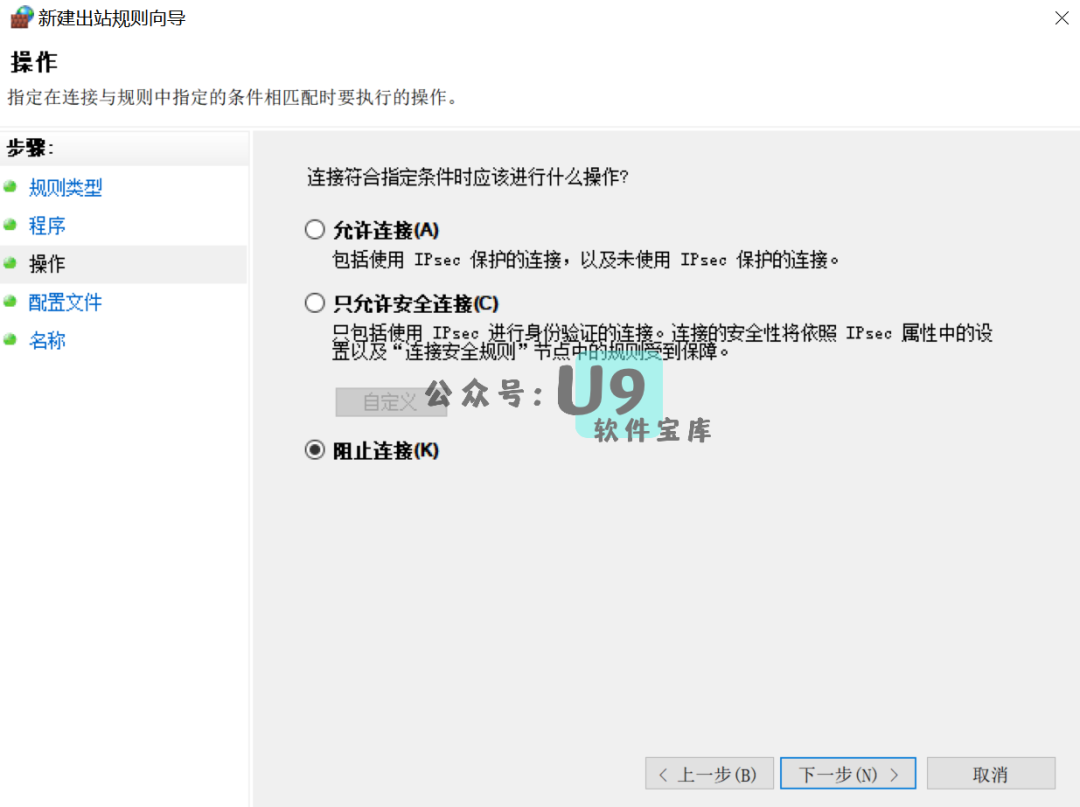 新建出站规则向导
操作
指定在连接与规则中指定的条件相匹配时要执行的操作。
步骤:
规则类型
程序
操作
配置文件
名称
连接符合指定条件时应该进行什么操作?
允许连接(A)
包括使用 IPsec 保护的连接，以及未使用 IPsec 保护的连接。
只允许安全连接(C)
只包括使用 IPsec 进行身份验证的连接。连接的安全性将依照 IPsec 属性中的设
置以及“连接安全规则”节点中的规则受到保障。
自定义
公众号: U9
软件宝库
阻止连接(K)
< 上一步(B)
下一步(N) >
取消